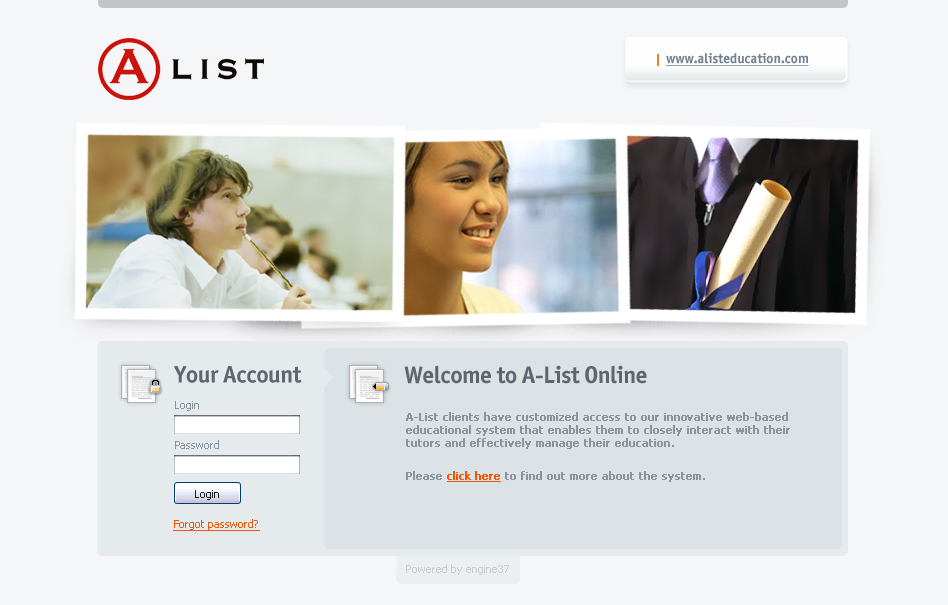 A LIST
www.alisteducation.com
Your Account
Login
Password
Login
Forgot password?
Welcome to A-List Online
A-List clients have customized access to our innovative web-based
educational system that enables them to closely interact with their
tutors and effectively manage their education.
Please click here to find out more about the system.
Powered by engine37